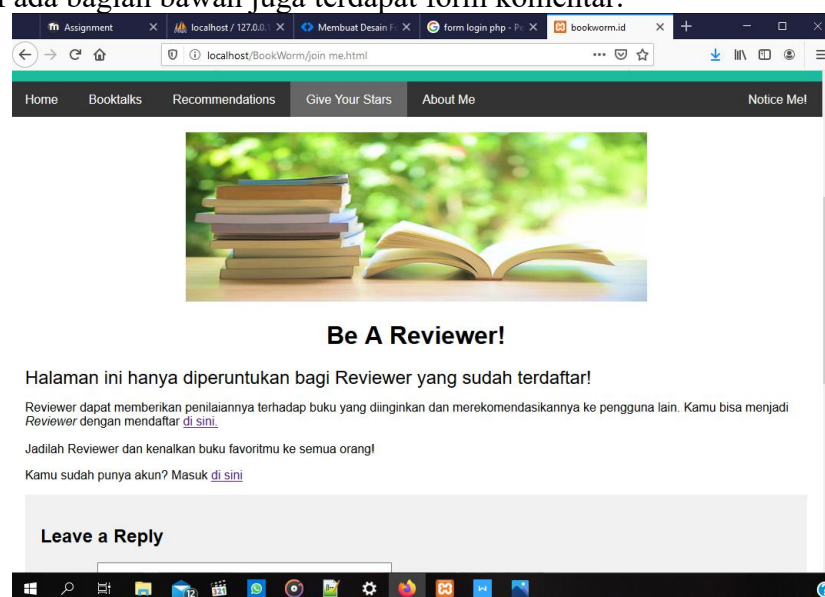 ada bagian bawah juga terdapat form komentar.
Assignment
localhost / 127.0.0.1
Membuat Desain Fo
form login php - Pe
bookworm.id
localhost/BookWorm/join me.html
Home Booktalks Recommendations Give Your Stars About Me Notice Me!
Be A Reviewer!
Halaman ini hanya diperuntukan bagi Reviewer yang sudah terdaftar!
Reviewer dapat memberikan penilaiannya terhadap buku yang diinginkan dan merekomendasikannya ke pengguna lain. Kamu bisa menjadi
Reviewer dengan mendaftar di sini.
Jadilah Reviewer dan kenalkan buku favoritmu ke semua orang!
Kamu sudah punya akun? Masuk di sini
Leave a Reply
12